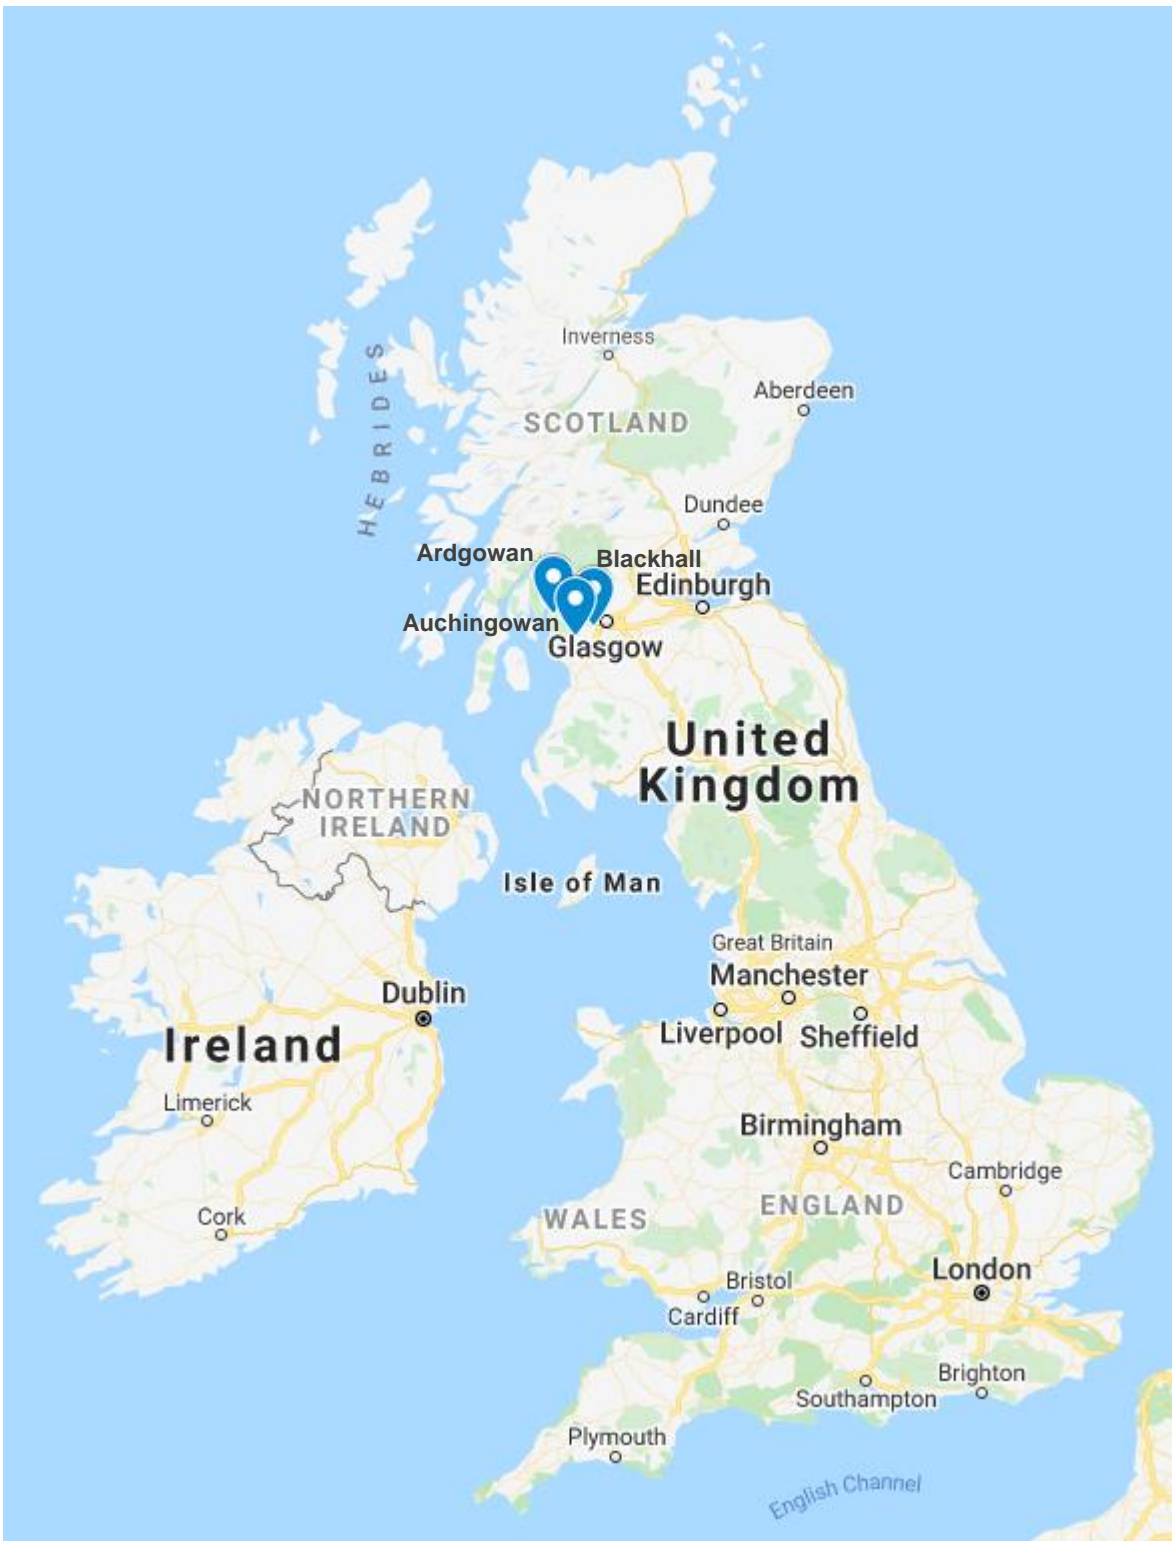 Inverness
Aberdeen
SCOTLAND
HEBRIDES
Dundee
Ardgowan
Blackhall
Edinburgh
Auchingowan
Glasgow
United
Kingdom
NORTHERN
IRELAND
Isle of Man
Great Britain
Manchester
Dublin
Liverpool
Sheffield
Ireland
Limerick
Birmingham
Cambridge
ENGLAND
Cork
WALES
London
Bristol
Cardiff
Brighton
Southampton
Plymouth
English Channel